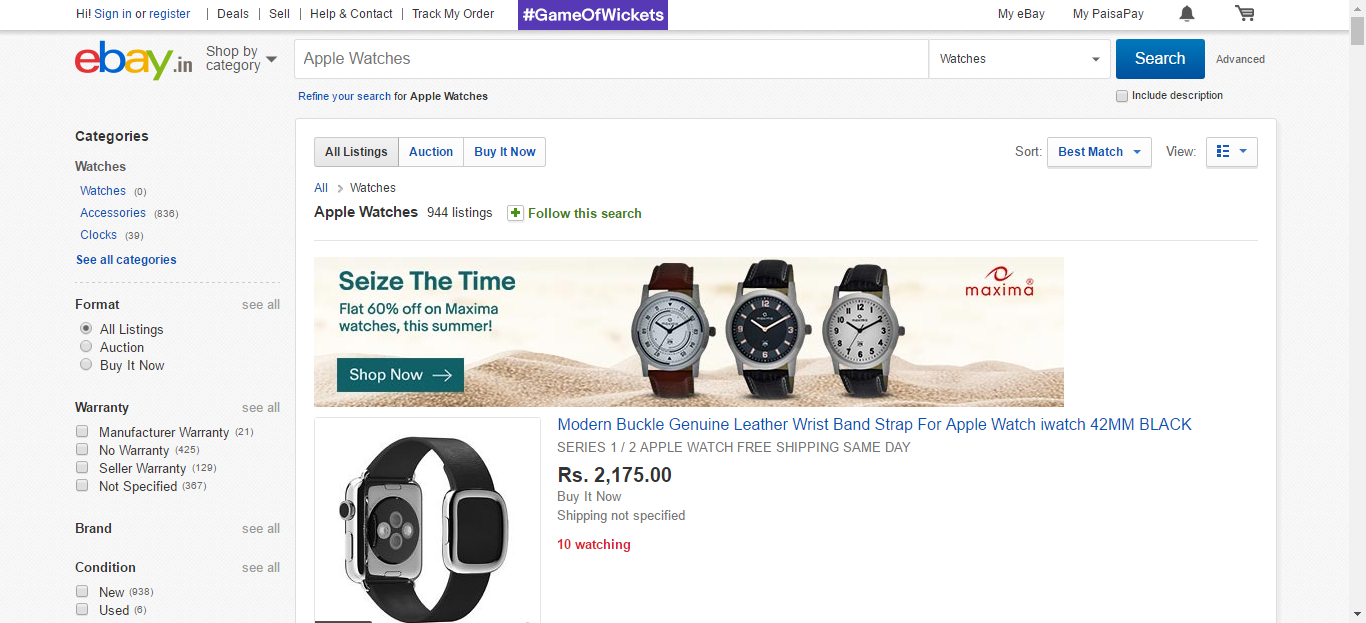 Hi! Sign in or register | Deals | Sell | Help & Contact | Track My Order #GameOfWickets My eBay My PaisaPay
ebay.in Shop by category Apple Watches Watches Search Advanced
Refine your search for Apple Watches Include description
Categories
Watches
Watches (0)
Accessories (836)
Clocks (39)
See all categories
Format see all
All Listings
Auction
Buy It Now
Warranty see all
Manufacturer Warranty (21)
No Warranty (425)
Seller Warranty (129)
Not Specified (367)
Brand see all
Condition see all
New (938)
Used (6)
All Listings Auction Buy It Now Sort: Best Match View:
All > Watches
Apple Watches 944 listings Follow this search
Seize The Time
Flat 60% off on Maxima
watches, this summer!
Shop Now →
maxima®
Modern Buckle Genuine Leather Wrist Band Strap For Apple Watch iwatch 42MM BLACK
SERIES 1 / 2 APPLE WATCH FREE SHIPPING SAME DAY
Rs. 2,175.00
Buy It Now
Shipping not specified
10 watching